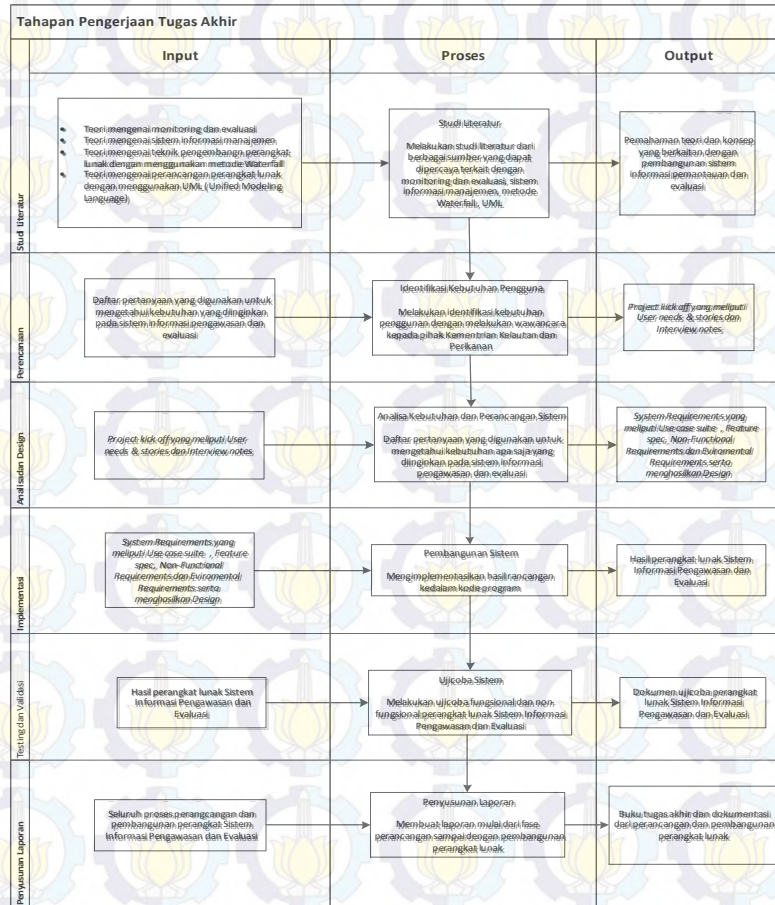 Tahapan Pengerjaan Tugas Akhir
Input
Proses
Output
Studi literatur
Teori mengenai monitoring dan evaluasi
Teori mengenai sistem informasi manajemen
Teori mengenai teknik pengembangan perangkat
lunak dengan menggunakan metode Waterfall
Teori mengenai perancangan perangkat lunak
dengan menggunakan UML (Unified Modeling
Language)
Studi Literatur
Melakukan studi literatur dari
berbagai sumber yang dapat
dipercaya terkait dengan
monitoring dan evaluasi, sistem
informasi manajemen, metode
Waterfall, UML
Pemahaman teori dan konsep
yang berkaitan dengan
pembangunan sistem
informasi pemantauan dan
evaluasi.
Perencanaan
Daftar pertanyaan yang digunakan untuk
mengetahui kebutuhan yang diinginkan
pada sistem informasi pengawasan dan
evaluasi
Identifikasi Kebutuhan Pengguna
Melakukan identifikasi kebutuhan
penggunan dengan melakukan wawancara
kepada pihak Kementrian Kelautan dan
Perikanan
Project kick off yang meliputi
User needs & stories dan
Interview notes
Analisa dan Design
Project kick off yang meliputi User
needs & stories dan Interview notes
Analisa Kebutuhan dan Perancangan Sistem
Daftar pertanyaan yang digunakan untuk
mengetahui kebutuhan apa saja yang
diinginkan pada sistem informasi
pengawasan dan evaluasi
System Requirements yang
meliputi Use case suite , Feature
spec, Non-Functional
Requirements dan Eviromental
Requirements serta
menghasilkan Design
Implementasi
System Requirements yang
meliputi Use case suite , Feature
spec, Non-Functional
Requirements dan Eviromental
Requirements serta
menghasilkan Design
Pembangunan Sistem
Mengimplementasikan hasil rancangan
kedalam kode program
Hasil perangkat lunak Sistem
Informasi Pengawasan dan
Evaluasi
Testing dan Validasi
Hasil perangkat lunak Sistem
Informasi Pengawasan dan
Evaluasi
Ujicoba Sistem
Melakukan ujicoba fungsional dan non
fungsional perangkat lunak Sistem Informasi
Pengawasan dan Evaluasi
Dokumen ujicoba perangkat
lunak Sistem Informasi
Pengawasan dan Evaluasi
Penyusunan Laporan
Seluruh proses perangcangan dan
pembangunan perangkat Sistem
Informasi Pengawasan dan Evaluasi
Penyusunan Laporan
Membuat laporan mulai dari fase
perancangan sampai dengan pembangunan
perangkat lunak
Buku tugas akhir dan dokumentasi
dari perancangan dan pembangunan
perangkat lunak